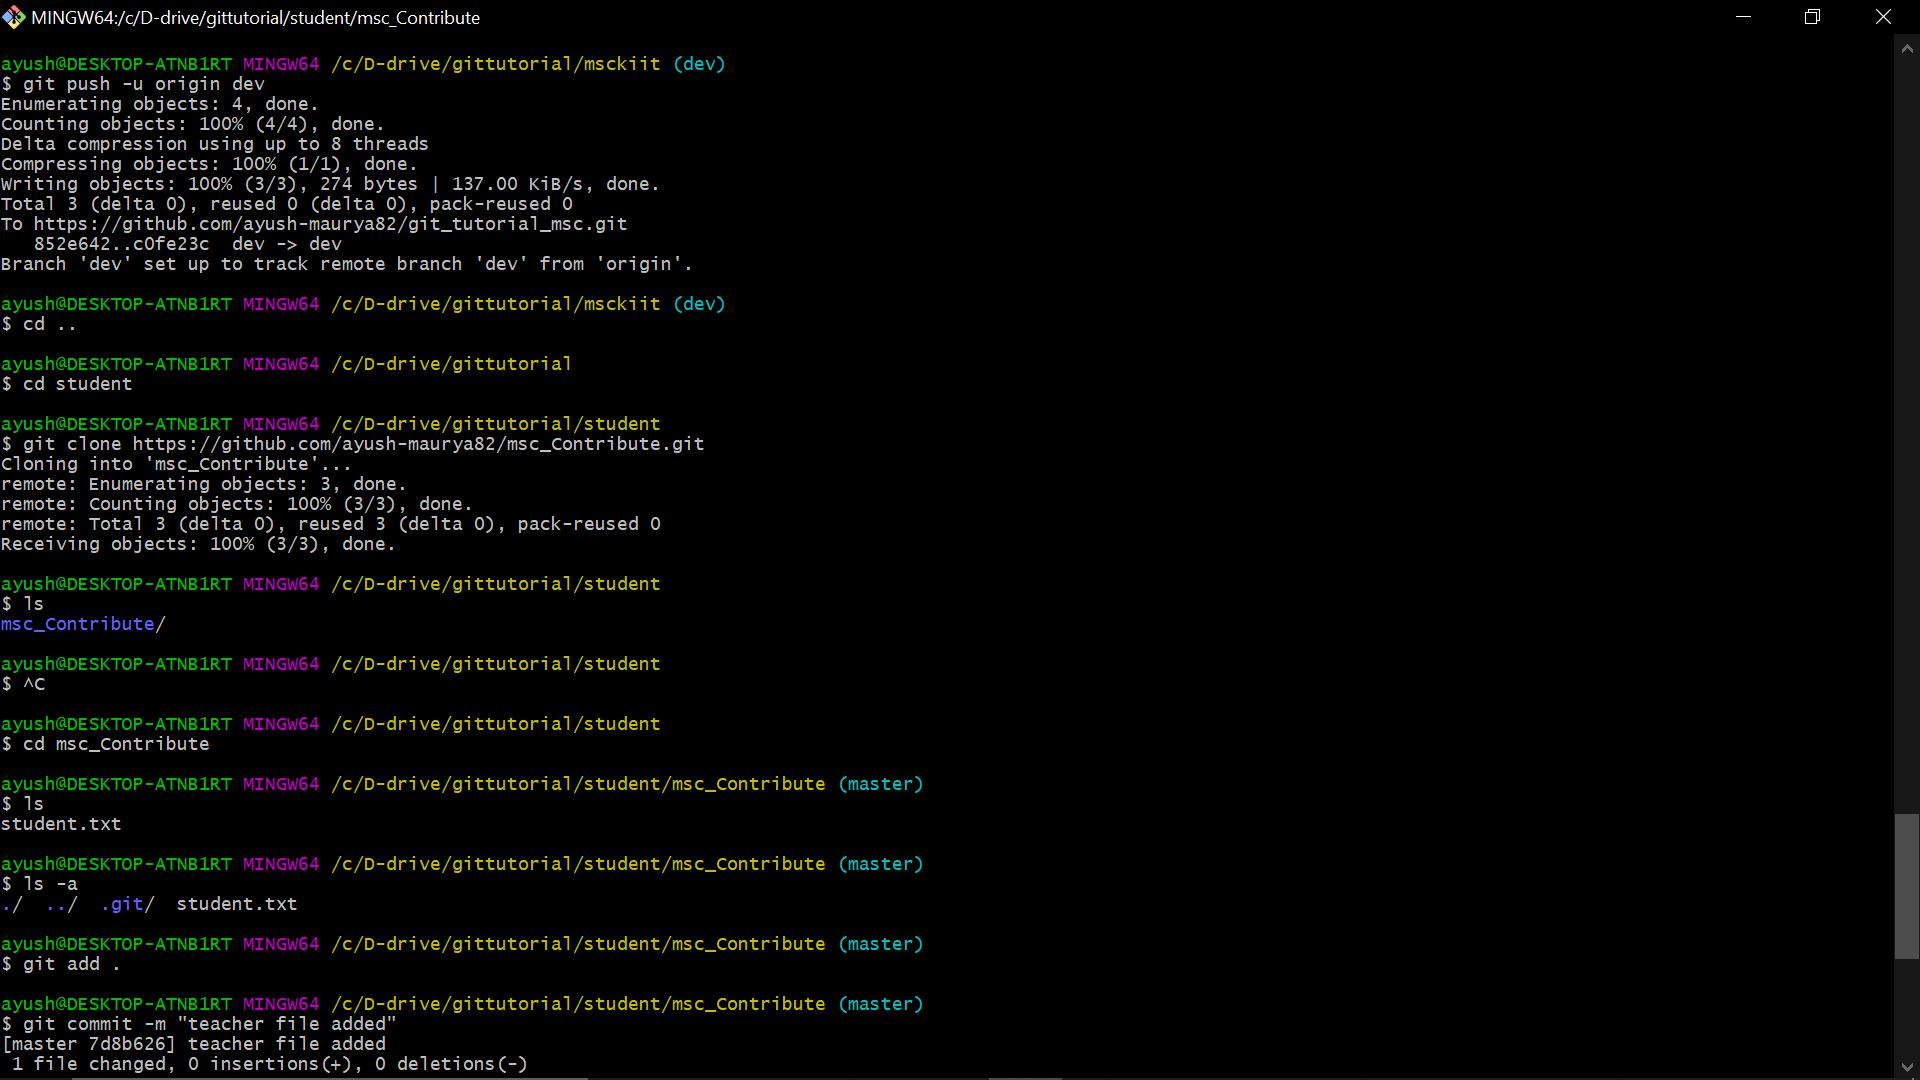 MINGW64:/c/D-drive/gittutorial/student/msc_Contribute
ayush@DESKTOP-ATNB1RT MINGW64 /c/D-drive/gittutorial/msckiit (dev)
$ git push -u origin dev
Enumerating objects: 4, done.
Counting objects: 100% (4/4), done.
Delta compression using up to 8 threads
Compressing objects: 100% (1/1), done.
Writing objects: 100% (3/3), 274 bytes | 137.00 KiB/s, done.
Total 3 (delta 0), reused 0 (delta 0), pack-reused 0
To https://github.com/ayush-maurya82/git_tutorial_msc.git
   852e642..c0fe23c  dev -> dev
Branch 'dev' set up to track remote branch 'dev' from 'origin'.
ayush@DESKTOP-ATNB1RT MINGW64 /c/D-drive/gittutorial/msckiit (dev)
$ cd ..
ayush@DESKTOP-ATNB1RT MINGW64 /c/D-drive/gittutorial
$ cd student
ayush@DESKTOP-ATNB1RT MINGW64 /c/D-drive/gittutorial/student
$ git clone https://github.com/ayush-maurya82/msc_Contribute.git
Cloning into 'msc_Contribute'...
remote: Enumerating objects: 3, done.
remote: Counting objects: 100% (3/3), done.
remote: Total 3 (delta 0), reused 3 (delta 0), pack-reused 0
Receiving objects: 100% (3/3), done.
ayush@DESKTOP-ATNB1RT MINGW64 /c/D-drive/gittutorial/student
$ ls
msc_Contribute/
ayush@DESKTOP-ATNB1RT MINGW64 /c/D-drive/gittutorial/student
$ ^C
ayush@DESKTOP-ATNB1RT MINGW64 /c/D-drive/gittutorial/student
$ cd msc_Contribute
ayush@DESKTOP-ATNB1RT MINGW64 /c/D-drive/gittutorial/student/msc_Contribute (master)
$ ls
student.txt
ayush@DESKTOP-ATNB1RT MINGW64 /c/D-drive/gittutorial/student/msc_Contribute (master)
$ ls -a
./  ../  .git/  student.txt
ayush@DESKTOP-ATNB1RT MINGW64 /c/D-drive/gittutorial/student/msc_Contribute (master)
$ git add .
ayush@DESKTOP-ATNB1RT MINGW64 /c/D-drive/gittutorial/student/msc_Contribute (master)
$ git commit -m "teacher file added"
[master 7d8b626] teacher file added
 1 file changed, 0 insertions(+), 0 deletions(-)